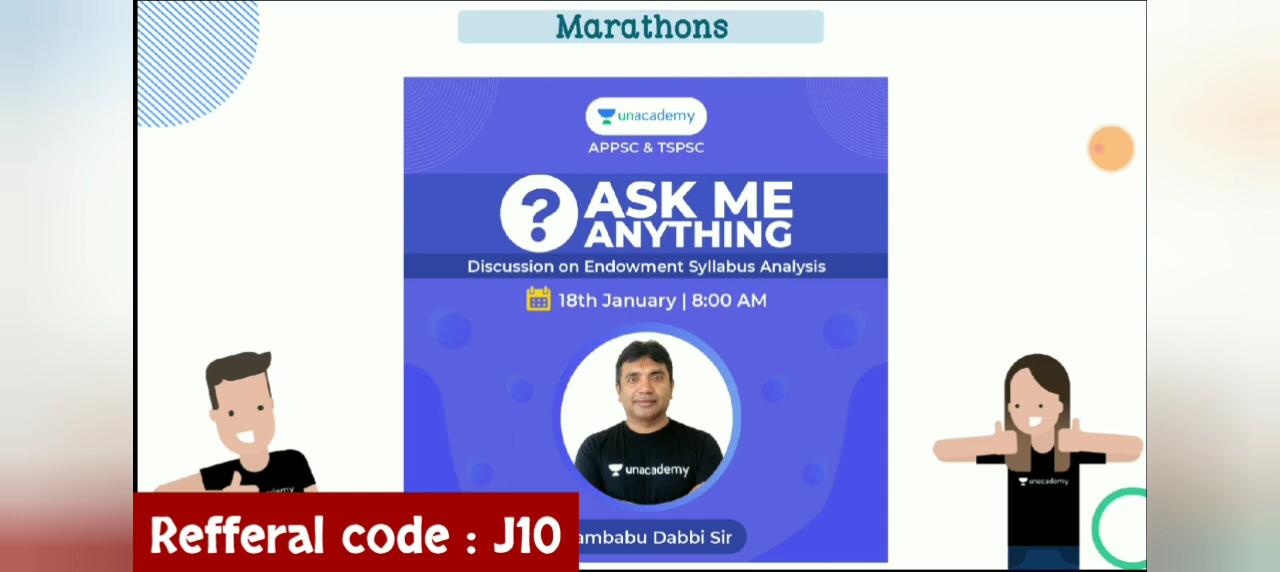 Marathons
unacademy
APPSC & TSPSC
? ASK ME
ANYTHING
Discussion on Endowment Syllabus Analysis
18th January | 8:00 AM
unacademy
unacademy
Dabbi Sir
Refferal code : J10